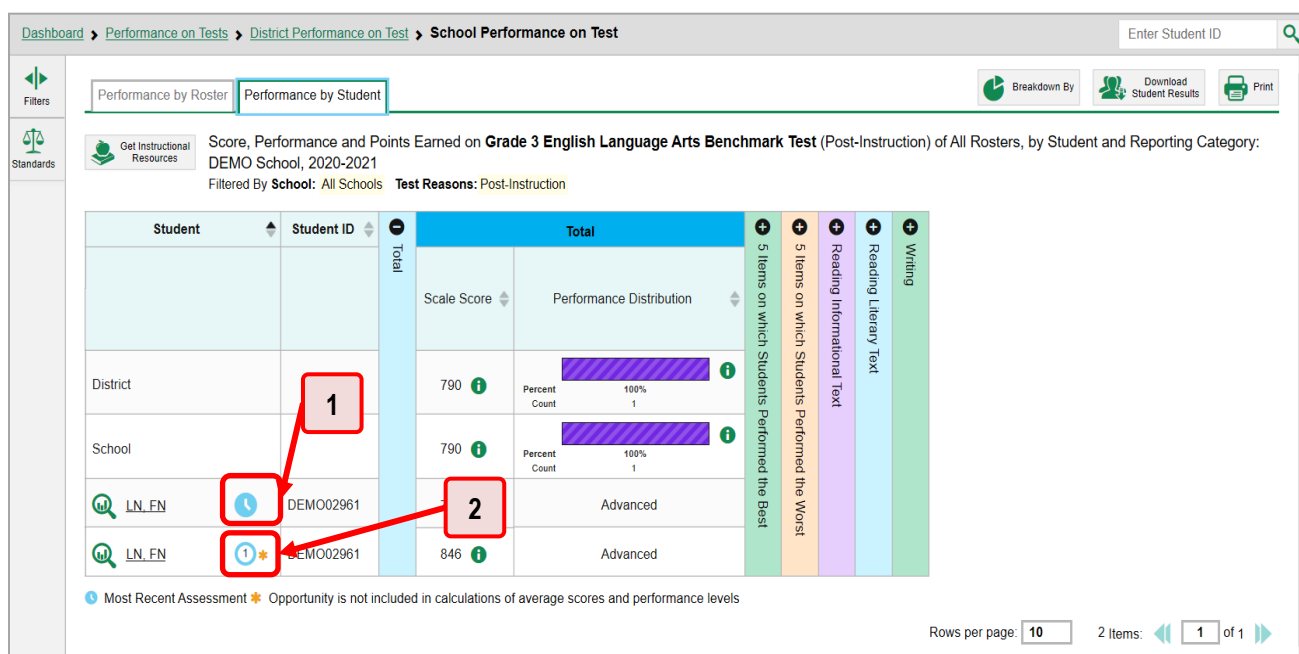 Dashboard > Performance on Tests > District Performance on Test > School Performance on Test
Enter Student ID
Filters
Standards
Performance by Roster
Performance by Student
Breakdown By
Download
Student Results
Print
Get Instructional
Resources
Score, Performance and Points Earned on Grade 3 English Language Arts Benchmark Test (Post-Instruction) of All Rosters, by Student and Reporting Category:
DEMO School, 2020-2021
Filtered By School: All Schools Test Reasons: Post-Instruction
Student
Student ID
Total
Total
Scale Score
Performance Distribution
5 Items on which Students Performed the Best
5 Items on which Students Performed the Worst
Reading Informational Text
Reading Literary Text
Writing
District
790
Percent 100%
Count 1
1
School
790
Percent 100%
Count 1
LN, FN
DEMO02961
2
Advanced
LN, FN
1*
DEMO02961
846
Advanced
Most Recent Assessment * Opportunity is not included in calculations of average scores and performance levels
Rows per page: 10 2 Items: 1 of 1